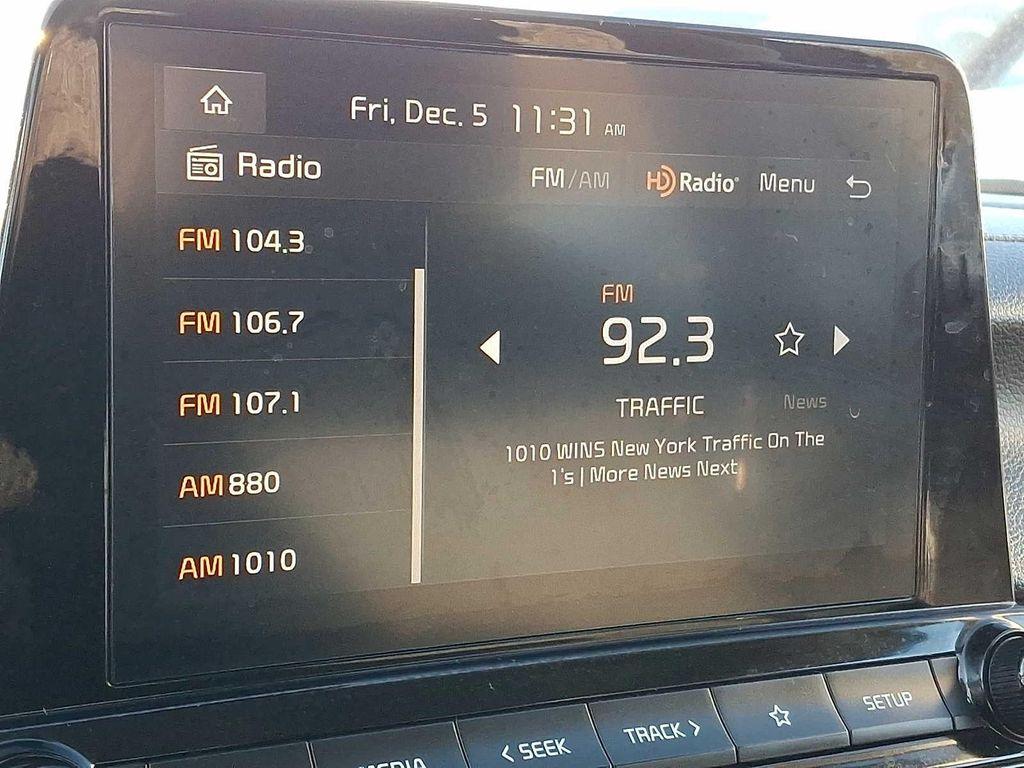 Fri, Dec. 5 11:31 AM
Radio
FM/AM HD Radio® Menu
FM 104.3
FM 106.7
FM 107.1
AM 880
AM 1010
FM
92.3
TRAFFIC
News
1010 WINS New York Traffic On The
1's | More News Next
MEDIA
< SEEK
TRACK >
SETUP